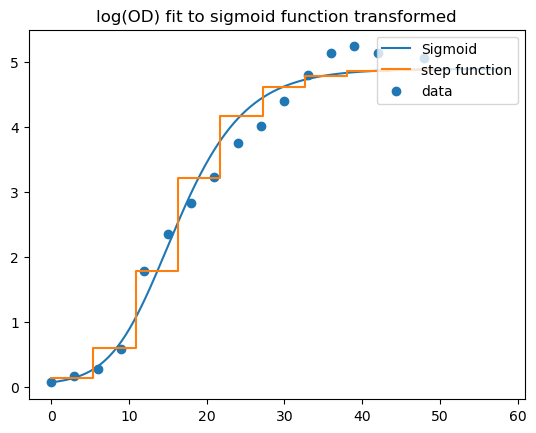 log(OD) fit to sigmoid function transformed
Sigmoid
step function
data
5
4
3
2
1
0
0 10 20 30 40 50 60